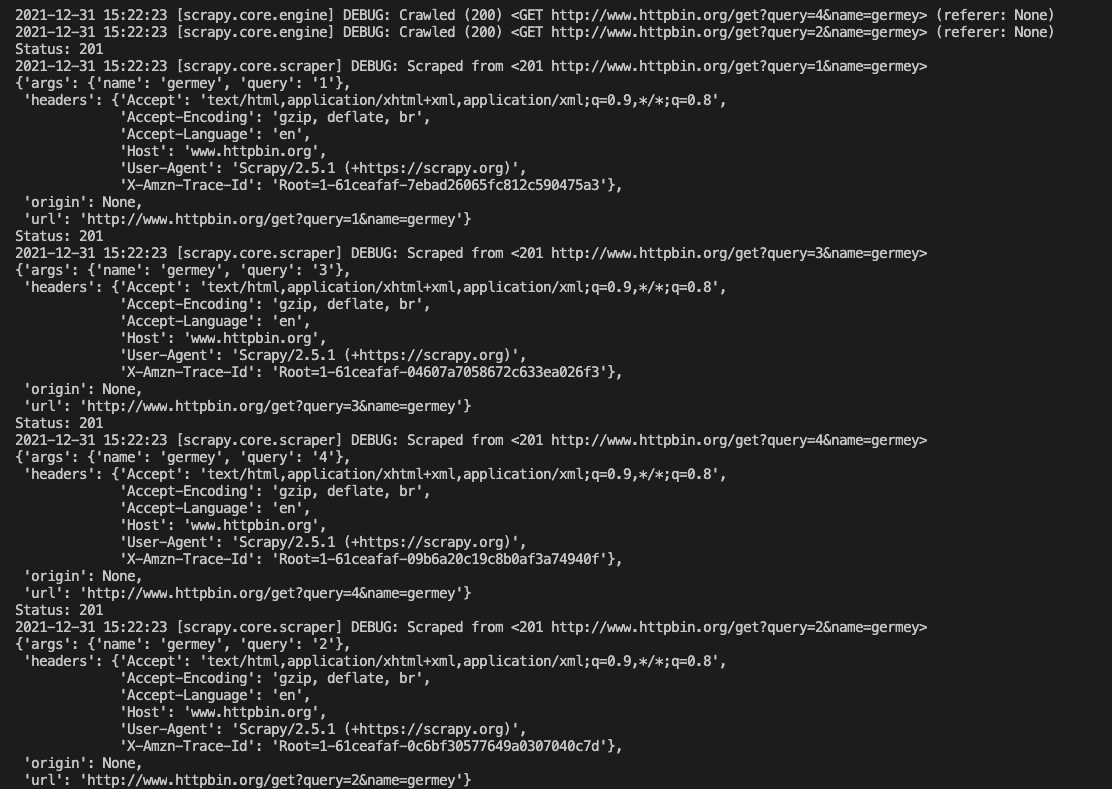 2021-12-31 15:22:23 [scrapy.core.engine] DEBUG: Crawled (200) <GET http://www.httpbin.org/get?query=4&name=germey> (referer: None)
2021-12-31 15:22:23 [scrapy.core.engine] DEBUG: Crawled (200) <GET http://www.httpbin.org/get?query=2&name=germey> (referer: None)
Status: 201
2021-12-31 15:22:23 [scrapy.core.scraper] DEBUG: Scraped from <201 http://www.httpbin.org/get?query=1&name=germey>
{'args': {'name': 'germey', 'query': '1'},
 'headers': {'Accept': 'text/html,application/xhtml+xml,application/xml;q=0.9,*/*;q=0.8',
             'Accept-Encoding': 'gzip, deflate, br',
             'Accept-Language': 'en',
             'Host': 'www.httpbin.org',
             'User-Agent': 'Scrapy/2.5.1 (+https://scrapy.org)',
             'X-Amzn-Trace-Id': 'Root=1-61ceafaf-7ebad26065fc812c590475a3'},
 'origin': None,
 'url': 'http://www.httpbin.org/get?query=1&name=germey'}
Status: 201
2021-12-31 15:22:23 [scrapy.core.scraper] DEBUG: Scraped from <201 http://www.httpbin.org/get?query=3&name=germey>
{'args': {'name': 'germey', 'query': '3'},
 'headers': {'Accept': 'text/html,application/xhtml+xml,application/xml;q=0.9,*/*;q=0.8',
             'Accept-Encoding': 'gzip, deflate, br',
             'Accept-Language': 'en',
             'Host': 'www.httpbin.org',
             'User-Agent': 'Scrapy/2.5.1 (+https://scrapy.org)',
             'X-Amzn-Trace-Id': 'Root=1-61ceafaf-04607a7058672c633ea026f3'},
 'origin': None,
 'url': 'http://www.httpbin.org/get?query=3&name=germey'}
Status: 201
2021-12-31 15:22:23 [scrapy.core.scraper] DEBUG: Scraped from <201 http://www.httpbin.org/get?query=4&name=germey>
{'args': {'name': 'germey', 'query': '4'},
 'headers': {'Accept': 'text/html,application/xhtml+xml,application/xml;q=0.9,*/*;q=0.8',
             'Accept-Encoding': 'gzip, deflate, br',
             'Accept-Language': 'en',
             'Host': 'www.httpbin.org',
             'User-Agent': 'Scrapy/2.5.1 (+https://scrapy.org)',
             'X-Amzn-Trace-Id': 'Root=1-61ceafaf-09b6a20c19c8b0af3a74940f'},
 'origin': None,
 'url': 'http://www.httpbin.org/get?query=4&name=germey'}
Status: 201
2021-12-31 15:22:23 [scrapy.core.scraper] DEBUG: Scraped from <201 http://www.httpbin.org/get?query=2&name=germey>
{'args': {'name': 'germey', 'query': '2'},
 'headers': {'Accept': 'text/html,application/xhtml+xml,application/xml;q=0.9,*/*;q=0.8',
             'Accept-Encoding': 'gzip, deflate, br',
             'Accept-Language': 'en',
             'Host': 'www.httpbin.org',
             'User-Agent': 'Scrapy/2.5.1 (+https://scrapy.org)',
             'X-Amzn-Trace-Id': 'Root=1-61ceafaf-0c6bf30577649a0307040c7d'},
 'origin': None,
 'url': 'http://www.httpbin.org/get?query=2&name=germey'}